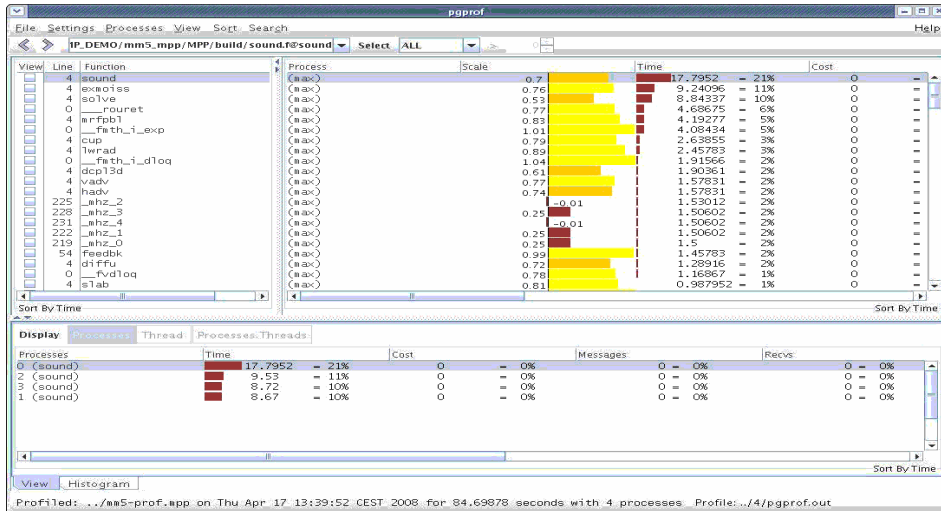 pgprof
File Settings Processes View Sort Search Help
IP_DEMO/mm5_mpp/MPP/build/sound.f@sound Select ALL 0
View Line Function Process Scale Time Cost
4 sound (max) 0.7 17.7952 = 21% 0 =
4 exmoiss (max) 0.76 9.24096 = 11% 0 =
4 solve (max) 0.53 8.84337 = 10% 0 =
0 ___rouret (max) 0.77 4.68675 = 6% 0 =
4 mrfpbl (max) 0.83 4.19277 = 5% 0 =
0 __fmth_i_exp (max) 1.01 4.08434 = 5% 0 =
4 cup (max) 0.79 2.63855 = 3% 0 =
4 lwrad (max) 0.89 2.45783 = 3% 0 =
0 __fmth_i_dlog (max) 1.04 1.91566 = 2% 0 =
4 dcpl3d (max) 0.61 1.90361 = 2% 0 =
4 vadv (max) 0.77 1.57831 = 2% 0 =
4 hadv (max) 0.74 1.57831 = 2% 0 =
225 _mhz_2 (max) -0.01 1.53012 = 2% 0 =
228 _mhz_3 (max) 0.25 1.50602 = 2% 0 =
231 _mhz_4 (max) -0.01 1.50602 = 2% 0 =
222 _mhz_1 (max) 0.25 1.50602 = 2% 0 =
219 _mhz_0 (max) 0.25 1.5 = 2% 0 =
54 feedbk (max) 0.99 1.45783 = 2% 0 =
4 diffu (max) 0.72 1.28916 = 2% 0 =
0 __fvdlog (max) 0.78 1.16867 = 1% 0 =
4 slab (max) 0.81 0.987952 = 1% 0 =
Sort By Time Sort By Time
Display Processes Thread Processes.Threads
Processes Time Cost Messages Recvs
0 (sound) 17.7952 = 21% 0 = 0% 0 = 0% 0 = 0%
2 (sound) 9.53 = 11% 0 = 0% 0 = 0% 0 = 0%
3 (sound) 8.72 = 10% 0 = 0% 0 = 0% 0 = 0%
1 (sound) 8.67 = 10% 0 = 0% 0 = 0% 0 = 0%
Sort By Time
View Histogram
Profiled: ../mm5-prof.mpp on Thu Apr 17 13:39:52 CEST 2008 for 84.69878 seconds with 4 processes Profile:../4/pgprof.out